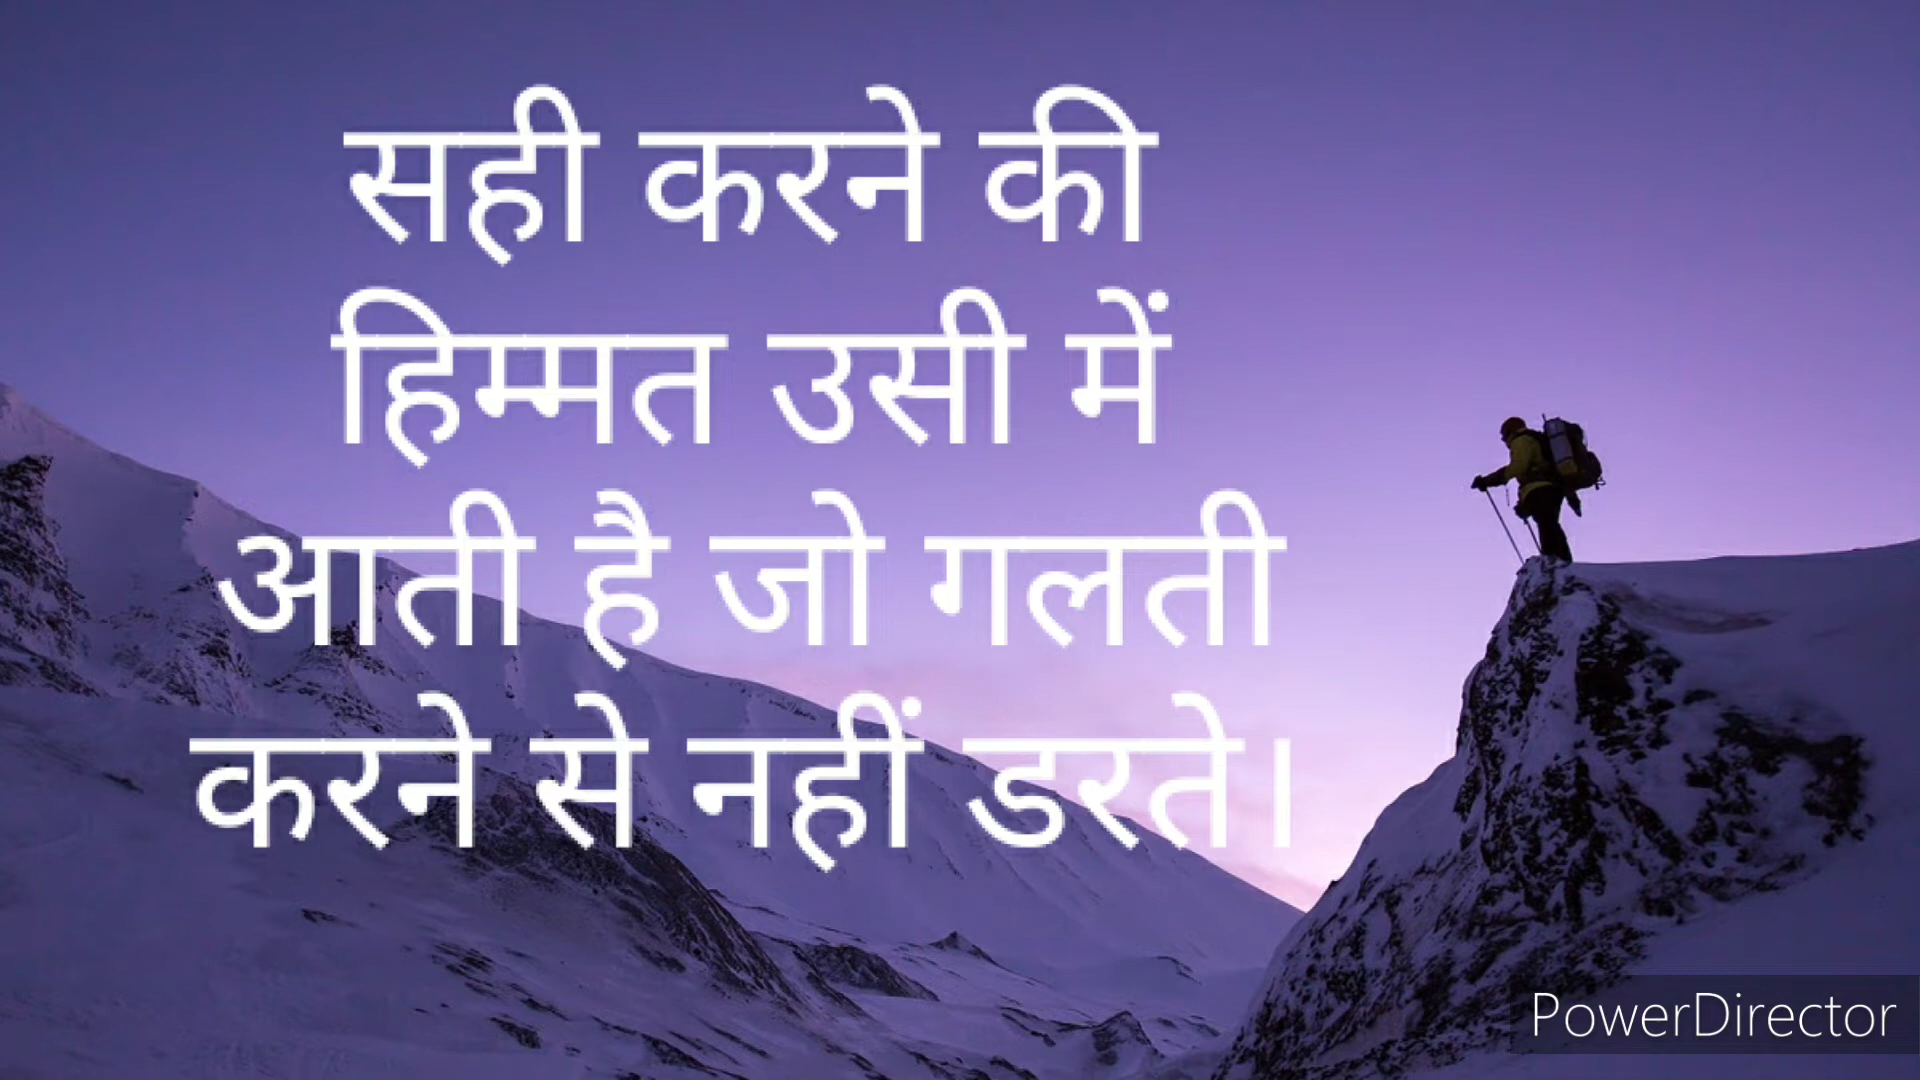 सही करने की
हिम्मत उसी में
आती है जो गलती
करने से नहीं डरते।
PowerDirector